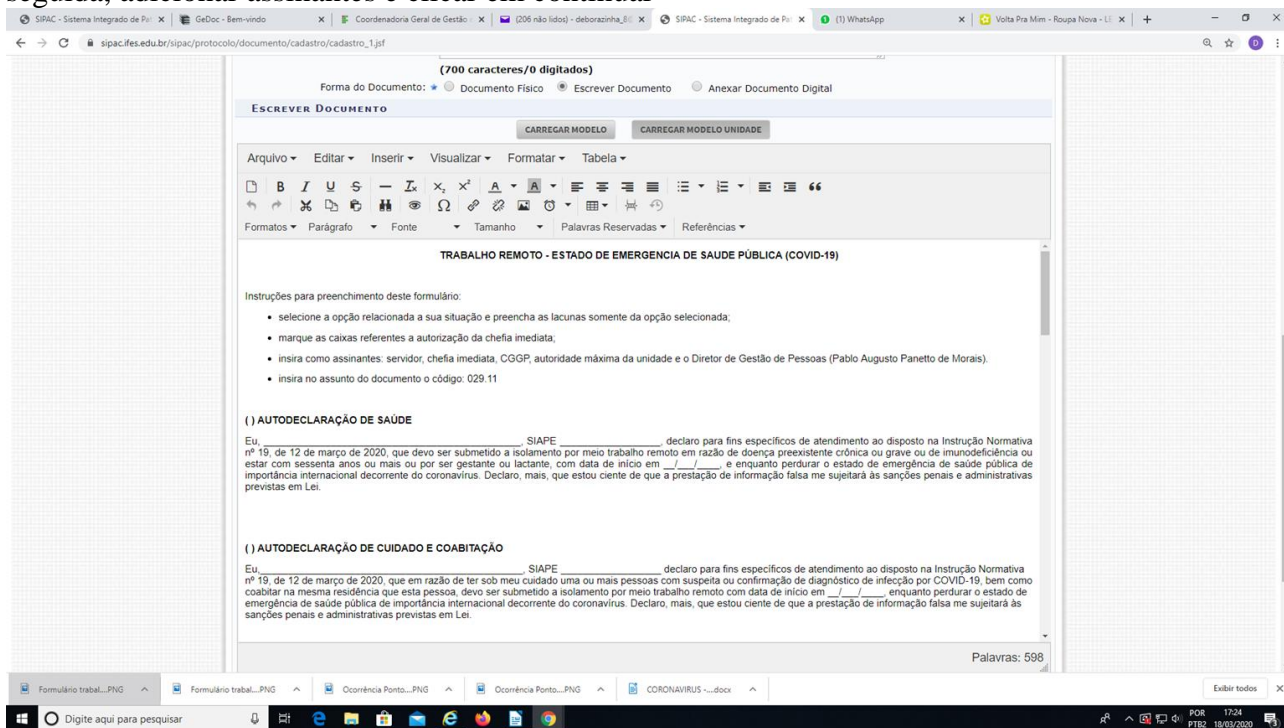 seguida, adicionar assinantes e clicar em continuar
SIPAC - Sistema Integrado de Pat
GeDoc - Bem-vindo
Coordenadoria Geral de Gestão
(206 não lidos) - deborazinha_8
SIPAC - Sistema Integrado de Pat
(1) WhatsApp
Volta Pra Mim - Roupa Nova - LE
sipac.ifes.edu.br/sipac/protocolo/documento/cadastro/cadastro_1.jsf
D
(700 caracteres/0 digitados)
Forma do Documento: Documento Físico Escrever Documento Anexar Documento Digital
ESCREVER DOCUMENTO
CARREGAR MODELO CARREGAR MODELO UNIDADE
Arquivo Editar Inserir Visualizar Formatar Tabela
Formatos Parágrafo Fonte Tamanho Palavras Reservadas Referências
TRABALHO REMOTO - ESTADO DE EMERGENCIA DE SAUDE PÚBLICA (COVID-19)
Instruções para preenchimento deste formulário:
• selecione a opção relacionada a sua situação e preencha as lacunas somente da opção selecionada;
• marque as caixas referentes a autorização da chefia imediata;
• insira como assinantes: servidor, chefia imediata, CGGP, autoridade máxima da unidade e o Diretor de Gestão de Pessoas (Pablo Augusto Panetto de Morais).
• insira no assunto do documento o código: 029.11
( ) AUTODECLARAÇÃO DE SAÚDE
Eu, ____________________, SIAPE ____________________, declaro para fins específicos de atendimento ao disposto na Instrução Normativa
nº 19, de 12 de março de 2020, que devo ser submetido a isolamento por meio trabalho remoto em razão de doença preexistente crônica ou grave ou de imunodeficiência ou
estar com sessenta anos ou mais ou por ser gestante ou lactante, com data de início em __/___/____, e enquanto perdurar o estado de emergência de saúde pública de
importância internacional decorrente do coronavírus. Declaro, mais, que estou ciente de que a prestação de informação falsa me sujeitará às sanções penais e administrativas
previstas em Lei.
( ) AUTODECLARAÇÃO DE CUIDADO E COABITAÇÃO
Eu,____________________, SIAPE ____________________ declaro para fins específicos de atendimento ao disposto na Instrução Normativa
nº 19, de 12 de março de 2020, que em razão de ter sob meu cuidado uma ou mais pessoas com suspeita ou confirmação de diagnóstico de infecção por COVID-19, bem como
coabitar na mesma residência que esta pessoa, devo ser submetido a isolamento por meio trabalho remoto com data de início em __/___/____, enquanto perdurar o estado de
emergência de saúde pública de importância internacional decorrente do coronavírus. Declaro, mais, que estou ciente de que a prestação de informação falsa me sujeitará às
sanções penais e administrativas previstas em Lei.
Palavras: 598
Formulário trabal....PNG
Formulário trabal....PNG
Ocorrência Ponto....PNG
Ocorrência Ponto....PNG
CORONAVIRUS -....docx
Exibir todos
Digite aqui para pesquisar
POR 17:24
PTB2 18/03/2020